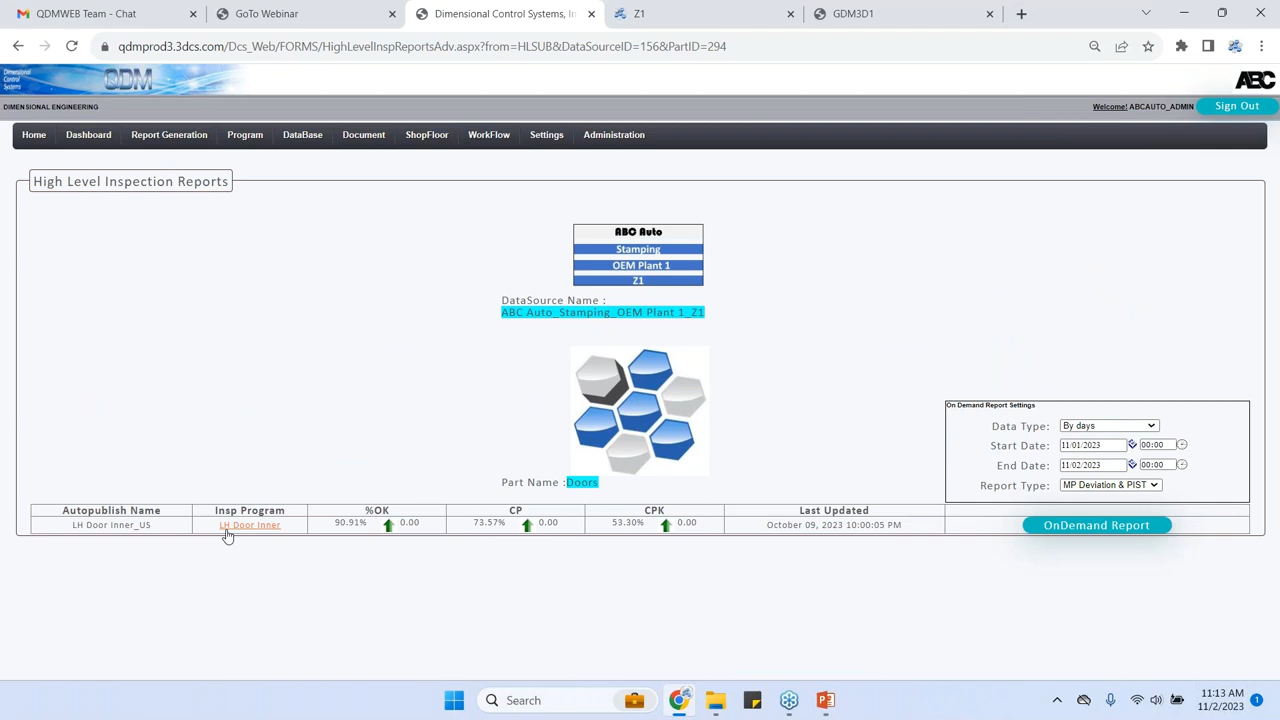 QDMWEB Team - Chat
GoTo Webinar
Dimensional Control Systems, In
Z1
GDM3D1
qdmprod3.3dcs.com/Dcs_Web/FORMS/HighLevelInspReportsAdv.aspx?from=HLSUB&DataSourceID=156&PartID=294
Dimensional
Control
Systems
QDM
ABC
DIMENSIONAL ENGINEERING
Welcome! ABCAUTO_ADMIN
Sign Out
Home
Dashboard
Report Generation
Program
DataBase
Document
ShopFloor
WorkFlow
Settings
Administration
High Level Inspection Reports
ABC Auto
Stamping
OEM Plant 1
Z1
DataSource Name :
ABC Auto_Stamping_OEM Plant 1_Z1
Part Name :Doors
On Demand Report Settings
Data Type: By days
Start Date: 11/01/2023 00:00
End Date: 11/02/2023 00:00
Report Type: MP Deviation & PIST
Autopublish Name Insp Program %OK CP CPK Last Updated
LH Door Inner_US LH Door Inner 90.91% 0.00 73.57% 0.00 53.30% 0.00 October 09, 2023 10:00:05 PM OnDemand Report
Search
11:13 AM
11/2/2023
1